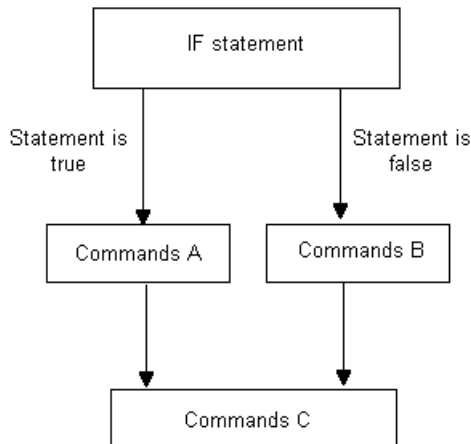 IF statement
Statement is
true
Statement is
false
Commands A
Commands B
Commands C